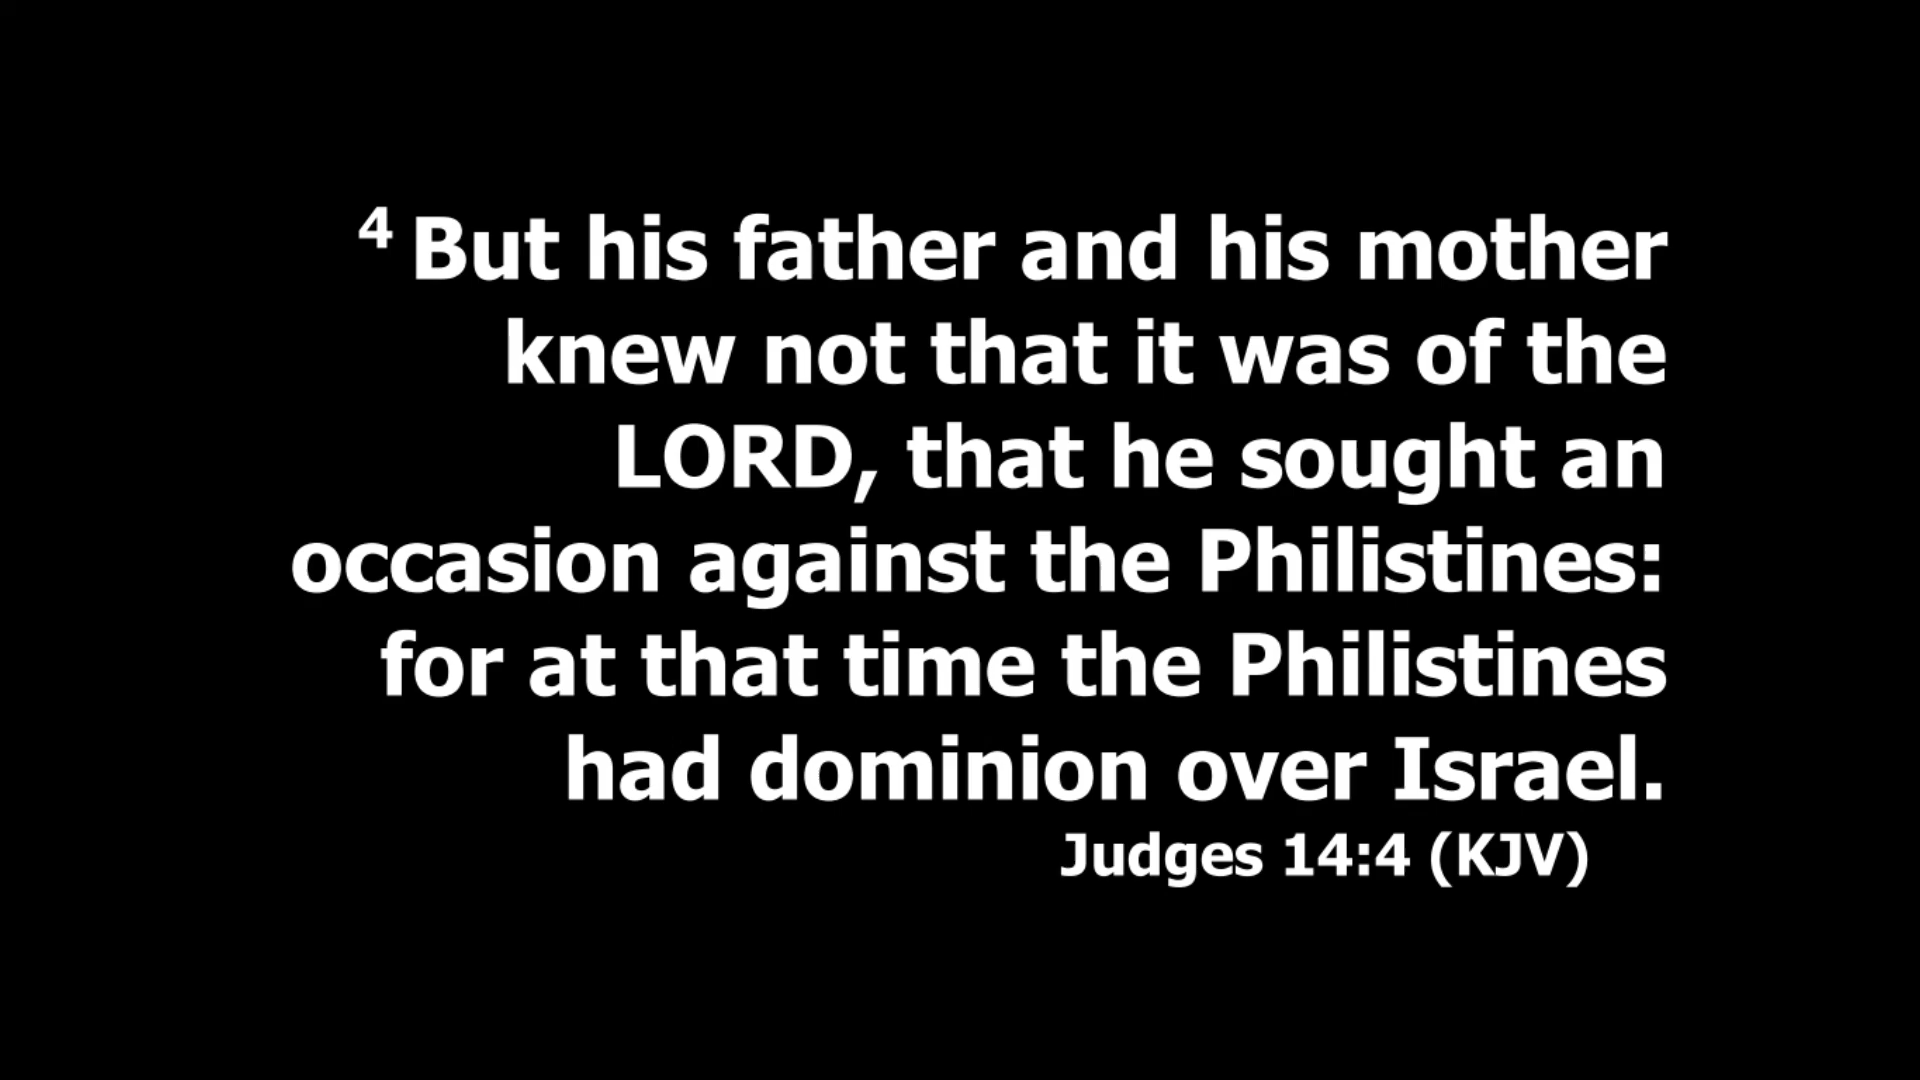 4 But his father and his mother
knew not that it was of the
LORD, that he sought an
occasion against the Philistines:
for at that time the Philistines
had dominion over Israel.
Judges 14:4 (KJV)